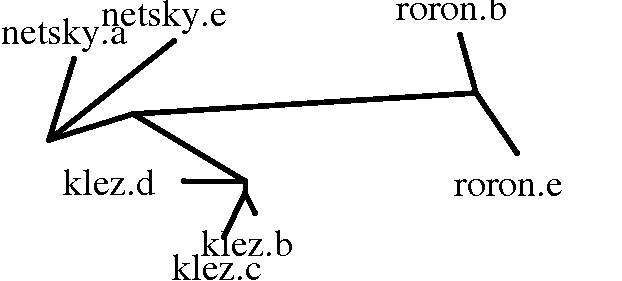 netsky.a
netsky.e
roron.b
klez.d
roron.e
klez.b
klez.c